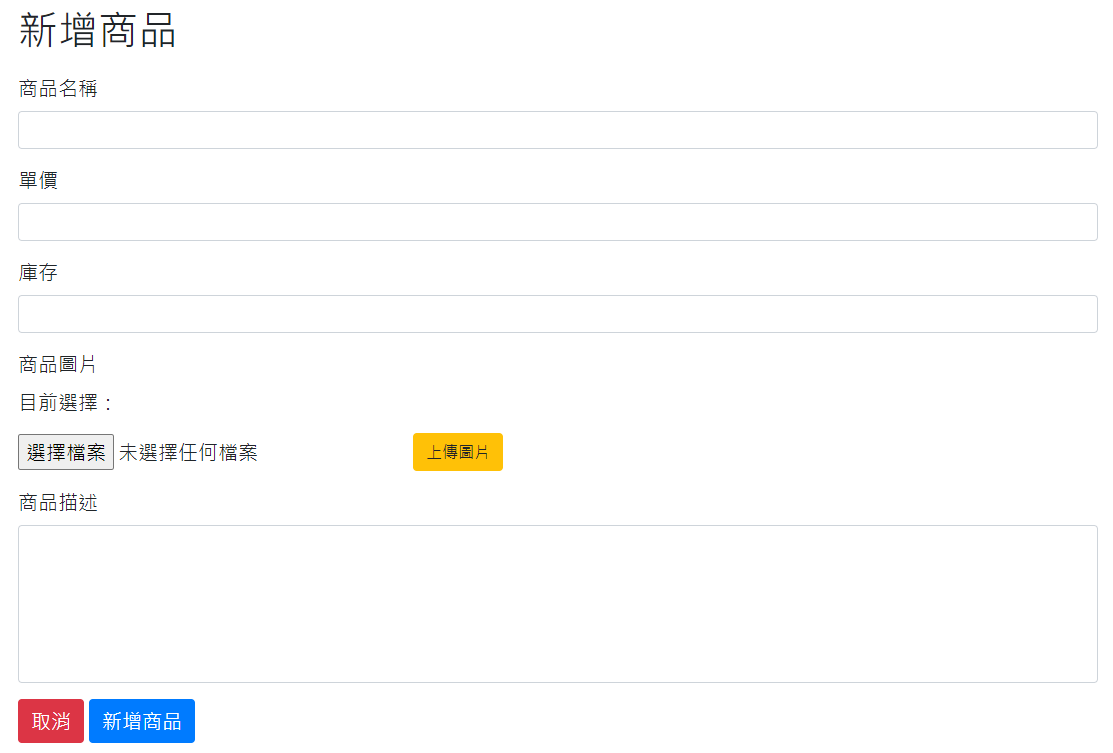 新增商品
商品名稱
單價
庫存
商品圖片
目前選擇：
選擇檔案 未選擇任何檔案 上傳圖片
商品描述
取消 新增商品